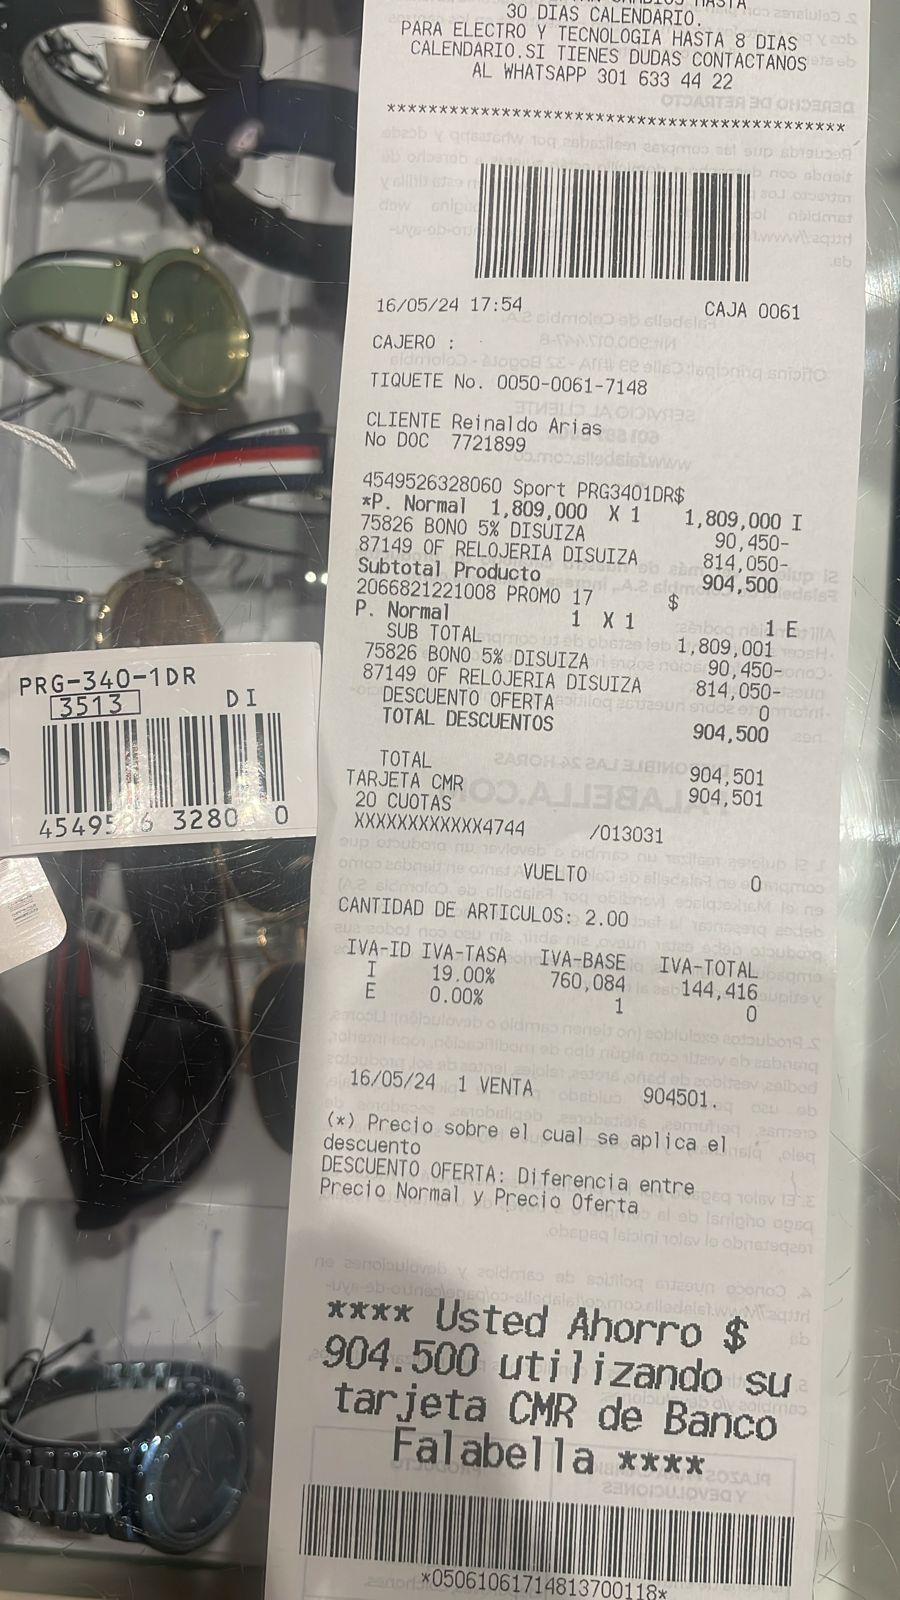 30 DIAS CALENDARIO.
PARA ELECTRO Y TECNOLOGIA HASTA 8 DIAS
CALENDARIO.SI TIENES DUDAS CONTACTANOS
AL WHATSAPP 301 633 44 22
********************************************
16/05/24 17:54 CAJA 0061
CAJERO :
TIQUETE No. 0050-0061-7148
CLIENTE Reinaldo Arias
No DOC 7721899
4549526328060 Sport PRG3401DR$
*P. Normal 1,809,000 X 1 1,809,000 I
75826 BONO 5% DISUIZA 90,450-
87149 OF RELOJERIA DISUIZA 814,050-
Subtotal Producto 904,500
2066821221008 PROMO 17 $
P. Normal 1 X 1 1 E
SUB TOTAL 1,809,001
75826 BONO 5% DISUIZA 90,450-
87149 OF RELOJERIA DISUIZA 814,050-
DESCUENTO OFERTA 0
TOTAL DESCUENTOS 904,500
TOTAL 904,501
TARJETA CMR 904,501
20 CUOTAS
XXXXXXXXXXXX4744 /013031
VUELTO 0
CANTIDAD DE ARTICULOS: 2.00
IVA-ID IVA-TASA IVA-BASE IVA-TOTAL
I 19.00% 760,084 144,416
E 0.00% 1 0
16/05/24 1 VENTA 904501.
(*) Precio sobre el cual se aplica el
descuento
DESCUENTO OFERTA: Diferencia entre
Precio Normal y Precio Oferta
**** Usted Ahorro $
904.500 utilizando su
tarjeta CMR de Banco
Falabella ****
*05061061714813700118*
PRG-340-1DR
3513 DI